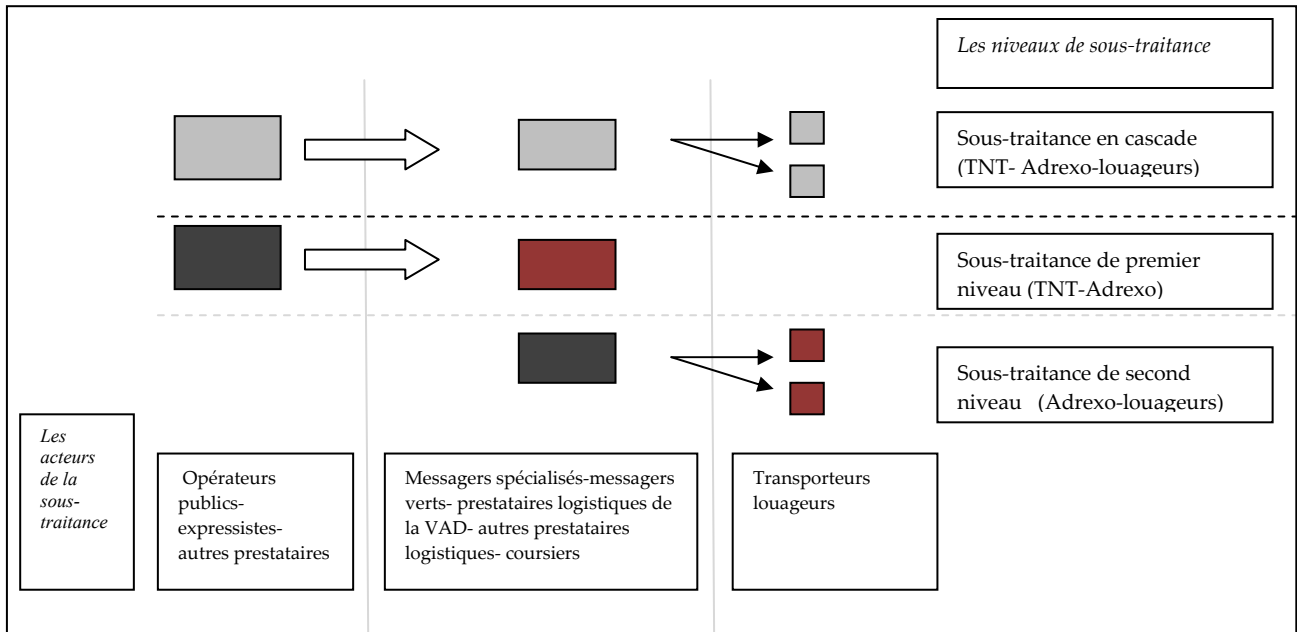 Les niveaux de sous-traitance
Sous-traitance en cascade
(TNT- Adrexo-louageurs)
Sous-traitance de premier
niveau (TNT-Adrexo)
Sous-traitance de second
niveau (Adrexo-louageurs)
Les
acteurs
de la
sous-
traitance
Opérateurs
publics-
expressistes-
autres prestataires
Messagers spécialisés-messagers
verts- prestataires logistiques de
la VAD- autres prestataires
logistiques- coursiers
Transporteurs
louageurs